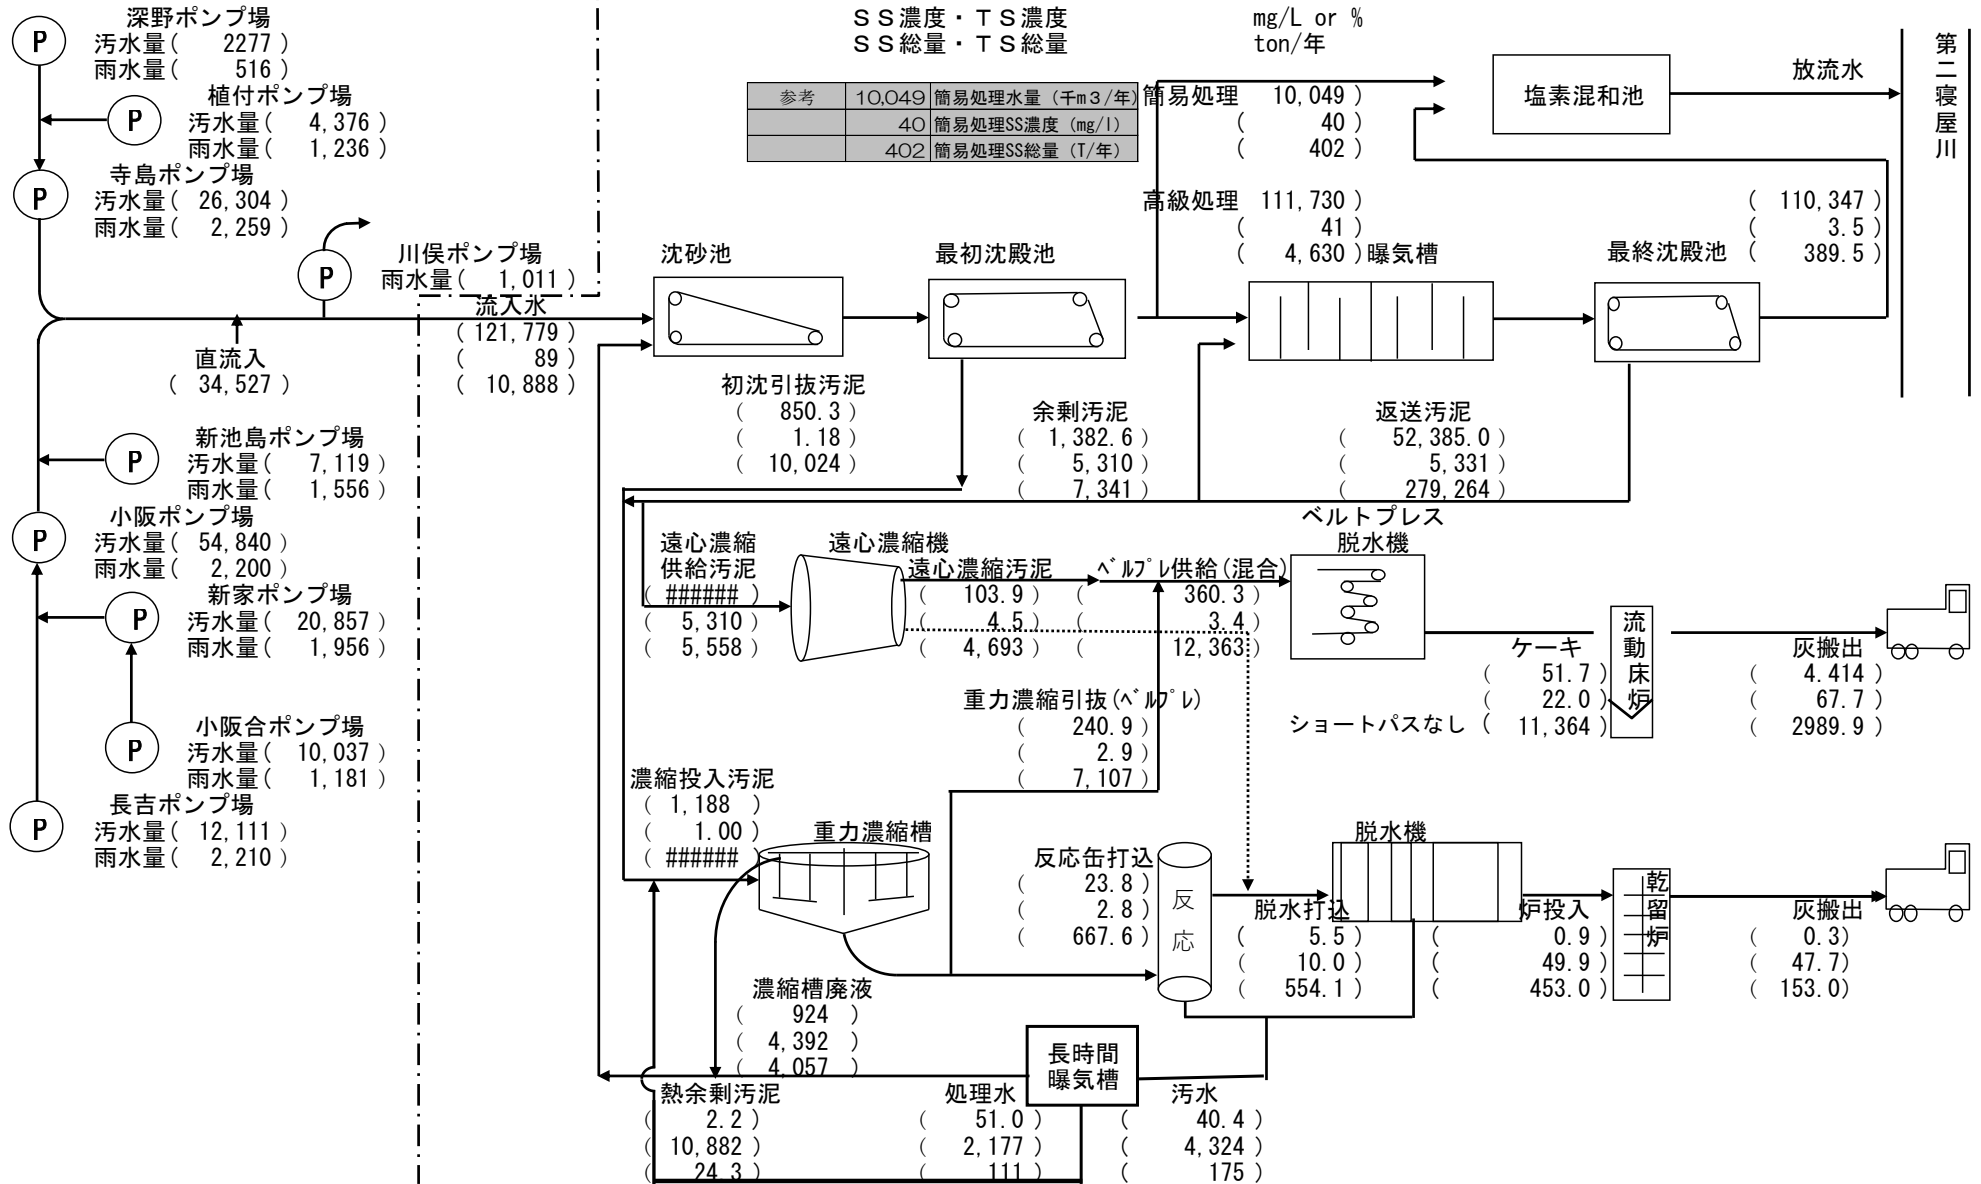 深野ポンプ場
汚水量( 2277 )
雨水量( 516 )
植付ポンプ場
汚水量( 4,376 )
雨水量( 1,236 )
寺島ポンプ場
汚水量( 26,304 )
雨水量( 2,259 )
川俣ポンプ場
雨水量( 1,011 )
流入水
( 121,779 )
( 89 )
( 10,888 )
直流入
( 34,527 )
新池島ポンプ場
汚水量( 7,119 )
雨水量( 1,556 )
小阪ポンプ場
汚水量( 54,840 )
雨水量( 2,200 )
新家ポンプ場
汚水量( 20,857 )
雨水量( 1,956 )
小阪合ポンプ場
汚水量( 10,037 )
雨水量( 1,181 )
長吉ポンプ場
汚水量( 12,111 )
雨水量( 2,210 )
P
P
P
P
P
P
P
P
P
SS濃度・TS濃度 mg/L or %
SS総量・TS総量 ton/年
参考 10,049 簡易処理水量（千m3/年)
40 簡易処理SS濃度（mg/l）
402 簡易処理SS総量（T/年）
簡易処理 10,049 )
( 40 )
( 402 )
塩素混和池
放流水
第二寝屋川
高級処理 111,730 )
( 41 )
( 4,630 ) 曝気槽
最終沈殿池
( 110,347 )
( 3.5 )
( 389.5 )
沈砂池
最初沈殿池
初沈引抜汚泥
( 850.3 )
( 1.18 )
( 10,024 )
余剰汚泥
( 1,382.6 )
( 5,310 )
( 7,341 )
返送汚泥
( 52,385.0 )
( 5,331 )
( 279,264 )
遠心濃縮
供給汚泥
( ###### )
( 5,310 )
( 5,558 )
遠心濃縮機
遠心濃縮汚泥
( 103.9 )
( 4.5 )
( 4,693 )
ﾍﾞﾙﾌﾟﾚ供給(混合)
( 360.3 )
( 3.4 )
( 12,363 )
ベルトプレス
脱水機
ケーキ
( 51.7 )
( 22.0 )
ショートパスなし ( 11,364 )
流動床炉
灰搬出
( 4.414 )
( 67.7 )
( 2989.9 )
重力濃縮引抜(ﾍﾞﾙﾌﾟﾚ)
( 240.9 )
( 2.9 )
( 7,107 )
濃縮投入汚泥
( 1,188 )
( 1.00 )
( ###### )
重力濃縮槽
反応缶打込
( 23.8 )
( 2.8 )
( 667.6 )
反応
脱水機
脱水打込
( 5.5 )
( 10.0 )
( 554.1 )
炉投入
( 0.9 )
( 49.9 )
( 453.0 )
乾留炉
灰搬出
( 0.3)
( 47.7)
( 153.0)
濃縮槽廃液
( 924 )
( 4,392 )
( 4,057 )
長時間
曝気槽
熱余剰汚泥
( 2.2 )
( 10,882 )
( 24.3 )
処理水
( 51.0 )
( 2,177 )
( 111 )
汚水
( 40.4 )
( 4,324 )
( 175 )